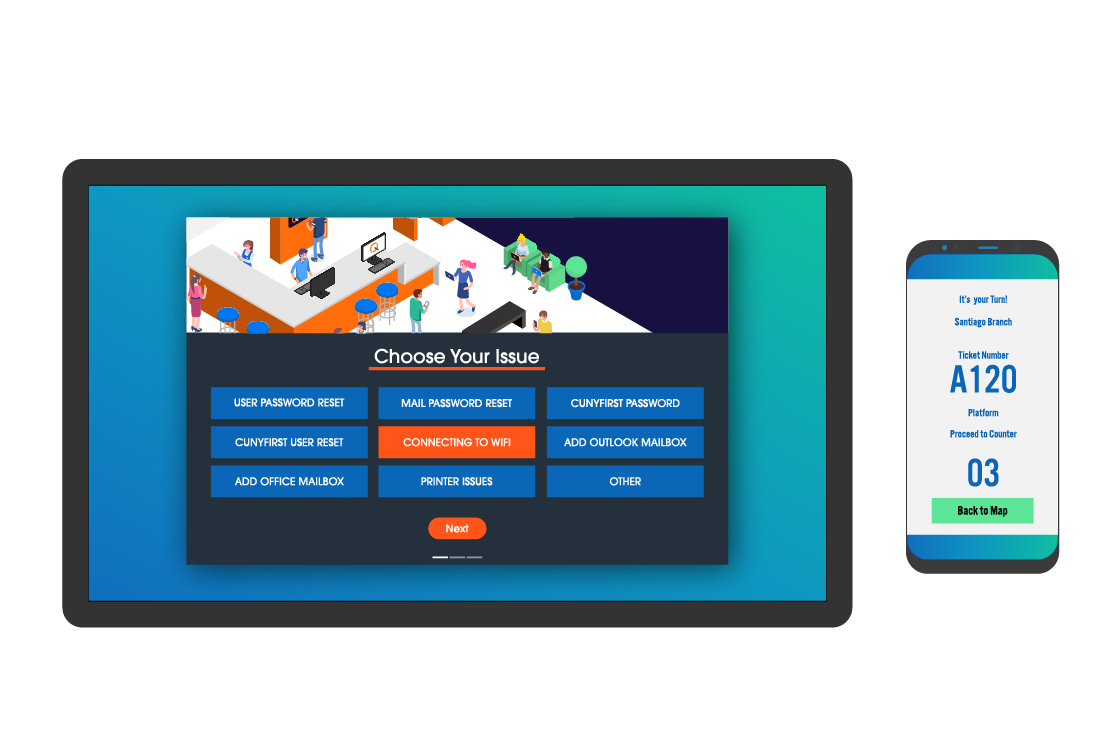 Choose Your Issue
USER PASSWORD RESET
MAIL PASSWORD RESET
CUNYFIRST PASSWORD
CUNYFIRST USER RESET
CONNECTING TO WIFI
ADD OUTLOOK MAILBOX
ADD OFFICE MAILBOX
PRINTER ISSUES
OTHER
Next
It's your Turn!
Santiago Branch
Ticket Number
A120
Platform
Proceed to Counter
03
Back to Map